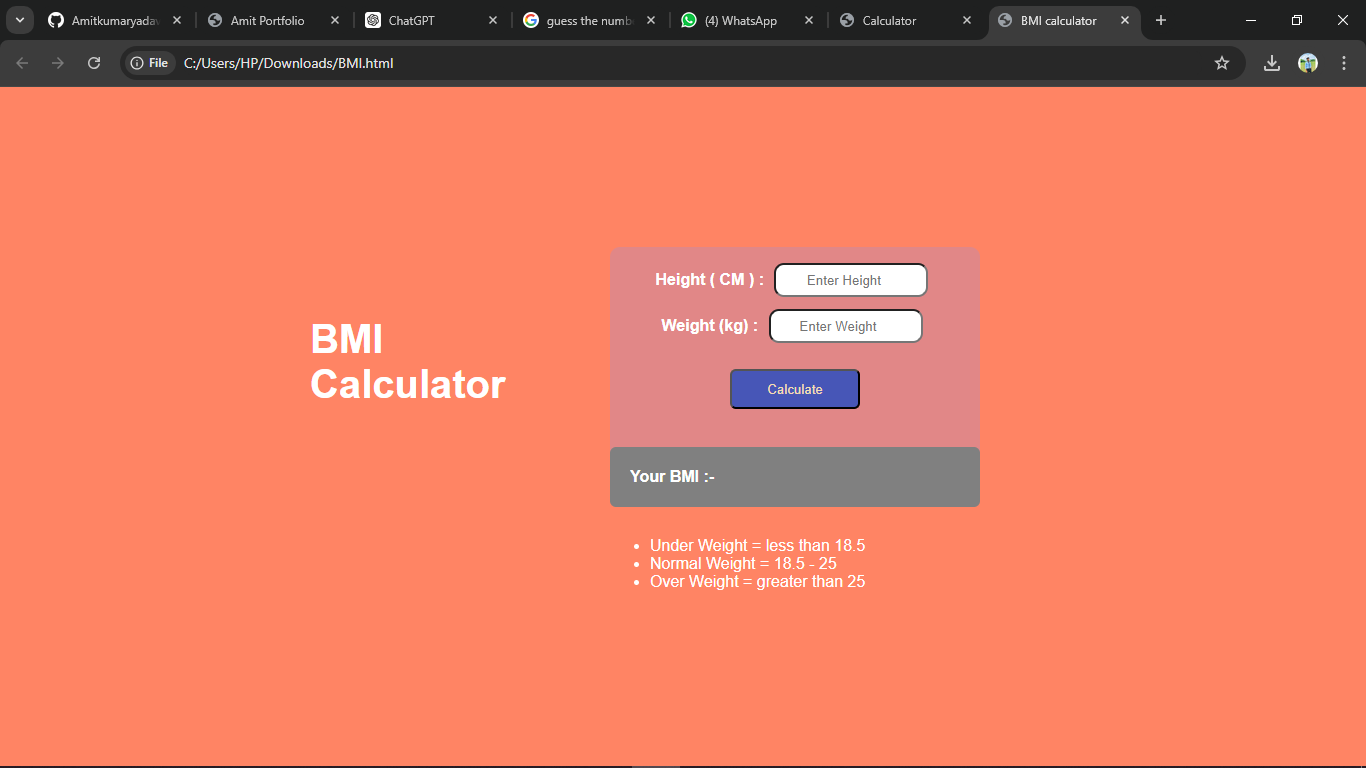 Amitkumaryadav
Amit Portfolio
ChatGPT
guess the numb
(4) WhatsApp
Calculator
BMI calculator
File
C:/Users/HP/Downloads/BMI.html
BMI
Calculator
Height ( CM ) :
Enter Height
Weight (kg) :
Enter Weight
Calculate
Your BMI :-
• Under Weight = less than 18.5
• Normal Weight = 18.5 - 25
• Over Weight = greater than 25